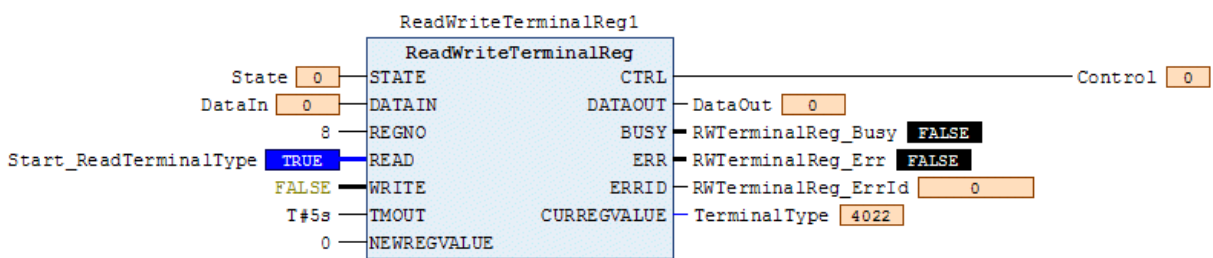 ReadWriteTerminalReg1
ReadWriteTerminalReg
State 0 STATE CTRL Control 0
DataIn 0 DATAIN DATAOUT DataOut 0
8 REGNO BUSY RWTerminalReg_Busy FALSE
Start_ReadTerminalType TRUE READ ERR RWTerminalReg_Err FALSE
FALSE WRITE ERRID RWTerminalReg_ErrId 0
T#5s TMOUT CURREGVALUE TerminalType 4022
0 NEWREGVALUE